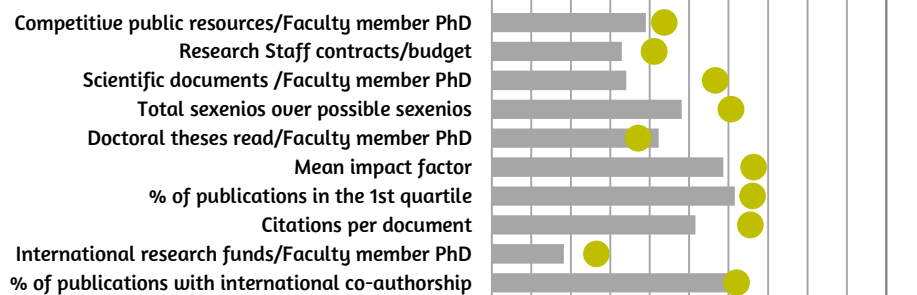 Competitive public resources/Faculty member PhD
Research Staff contracts/budget
Scientific documents /Faculty member PhD
Total sexenios over possible sexenios
Doctoral theses read/Faculty member PhD
Mean impact factor
% of publications in the 1st quartile
Citations per document
International research funds/Faculty member PhD
% of publications with international co-authorship